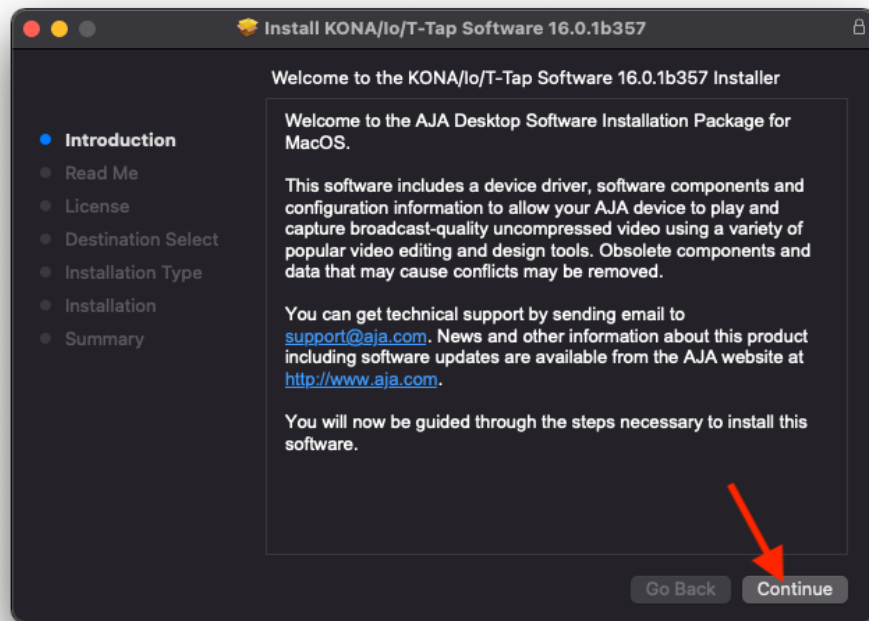 Install KONA/Io/T-Tap Software 16.0.1b357
Welcome to the KONA/Io/T-Tap Software 16.0.1b357 Installer
Introduction
Read Me
License
Destination Select
Installation Type
Installation
Summary
Welcome to the AJA Desktop Software Installation Package for
MacOS.
This software includes a device driver, software components and
configuration information to allow your AJA device to play and
capture broadcast-quality uncompressed video using a variety of
popular video editing and design tools. Obsolete components and
data that may cause conflicts may be removed.
You can get technical support by sending email to
support@aja.com. News and other information about this product
including software updates are available from the AJA website at
http://www.aja.com.
You will now be guided through the steps necessary to install this
software.
Go Back
Continue